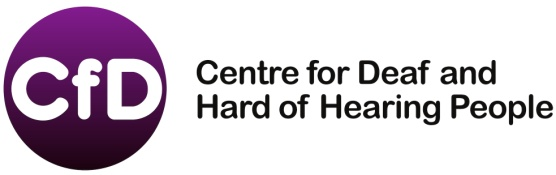 CfD
Centre for Deaf and
Hard of Hearing People